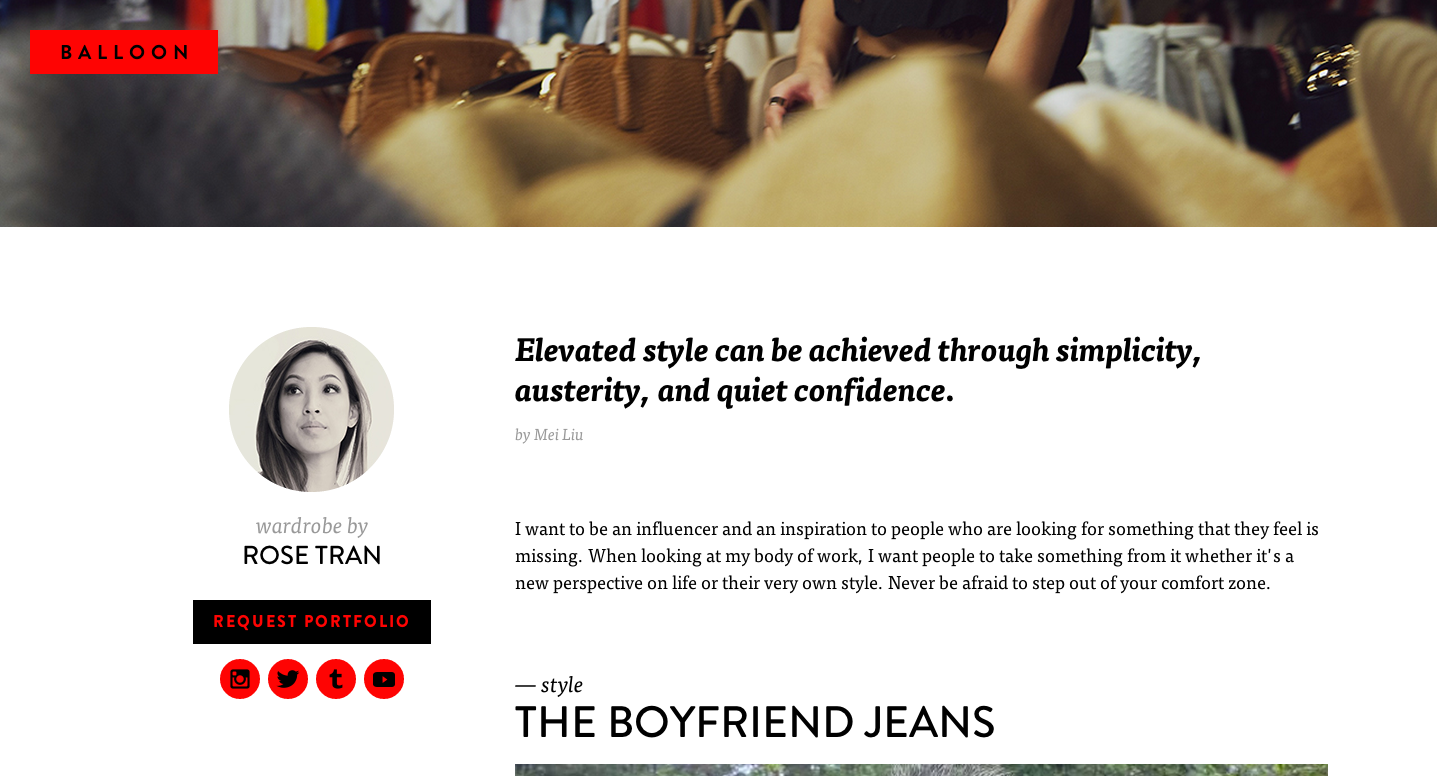 BALLOON
Elevated style can be achieved through simplicity,
austerity, and quiet confidence.
by Mei Liu
wardrobe by
ROSE TRAN
REQUEST PORTFOLIO
I want to be an influencer and an inspiration to people who are looking for something that they feel is
missing. When looking at my body of work, I want people to take something from it whether it's a
new perspective on life or their very own style. Never be afraid to step out of your comfort zone.
— style
THE BOYFRIEND JEANS